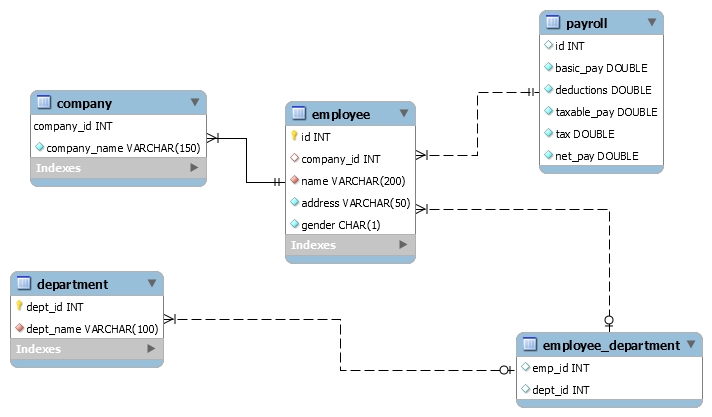 payroll
id INT
basic_pay DOUBLE
deductions DOUBLE
taxable_pay DOUBLE
tax DOUBLE
net_pay DOUBLE
company
company_id INT
company_name VARCHAR(150)
Indexes
employee
id INT
company_id INT
name VARCHAR(200)
address VARCHAR(50)
gender CHAR(1)
Indexes
department
dept_id INT
dept_name VARCHAR(100)
Indexes
employee_department
emp_id INT
dept_id INT